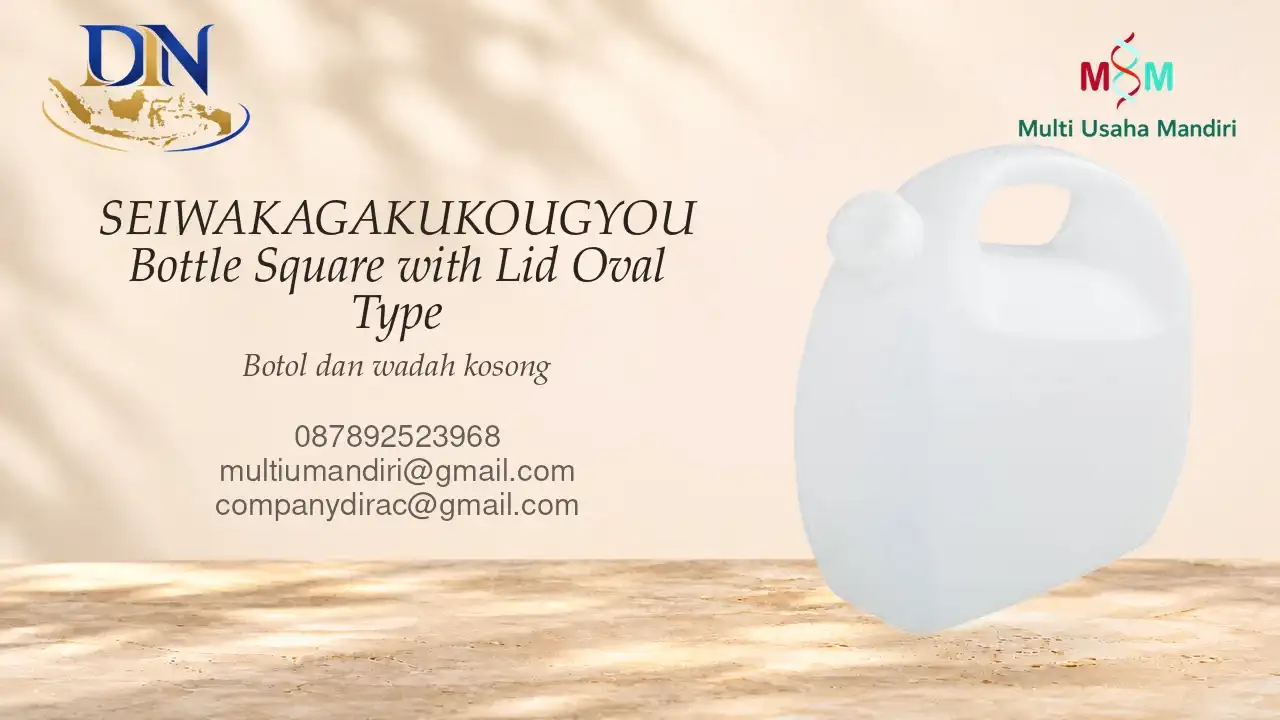 DN
M M
Multi Usaha Mandiri
SEIWAKAGAKUKOUGYOU
Bottle Square with Lid Oval
Type
Botol dan wadah kosong
087892523968
multiumandiri@gmail.com
companydirac@gmail.com